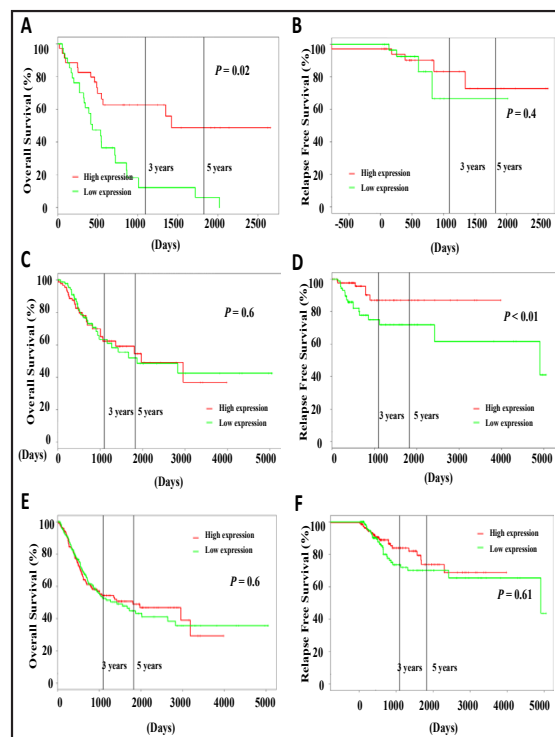 A
Overall Survival (%)
100
80
60
40
20
0
P = 0.02
3 years
5 years
High expression
Low expression
0
500
1000
1500
2000
2500
(Days)
B
Relapse Free Survival (%)
100
80
60
40
20
0
P = 0.4
3 years
5 years
High expression
Low expression
-500
0
500
1000
1500
2000
2500
(Days)
C
Overall Survival (%)
100
80
60
40
20
0
P = 0.6
3 years
5 years
High expression
Low expression
(Days)
0
1000
2000
3000
4000
5000
D
Relapse Free Survival (%)
100
80
60
40
20
0
P < 0.01
High expression
Low expression
3 years
5 years
0
1000
2000
3000
4000
5000
(Days)
E
Overall Survival (%)
100
80
60
40
20
0
High expression
Low expression
P = 0.6
3 years
5 years
0
1000
2000
3000
4000
5000
(Days)
F
Relapse Free Survival (%)
100
80
60
40
20
0
High expression
Low expression
P = 0.61
3 years
5 years
0
1000
2000
3000
4000
5000
(Days)